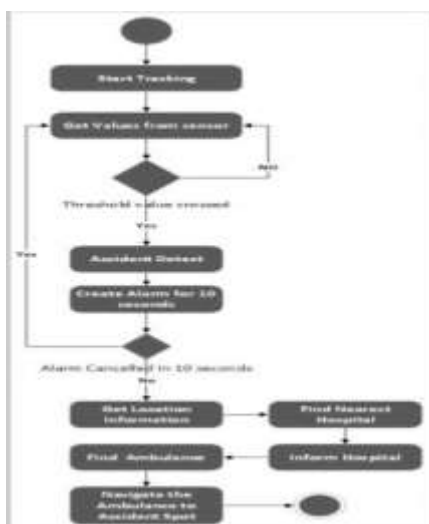 Start Tracking
Get Values from sensor
No
Threshold value crossed
Yes
Yes
Accident Detect
Create Alarm for 10
seconds
Alarm Cancelled in 10 seconds
No
Get Location
Information
Find Nearest
Hospital
Find Ambulance
Inform Hospital
Navigate the
Ambulance to
Accident Spot